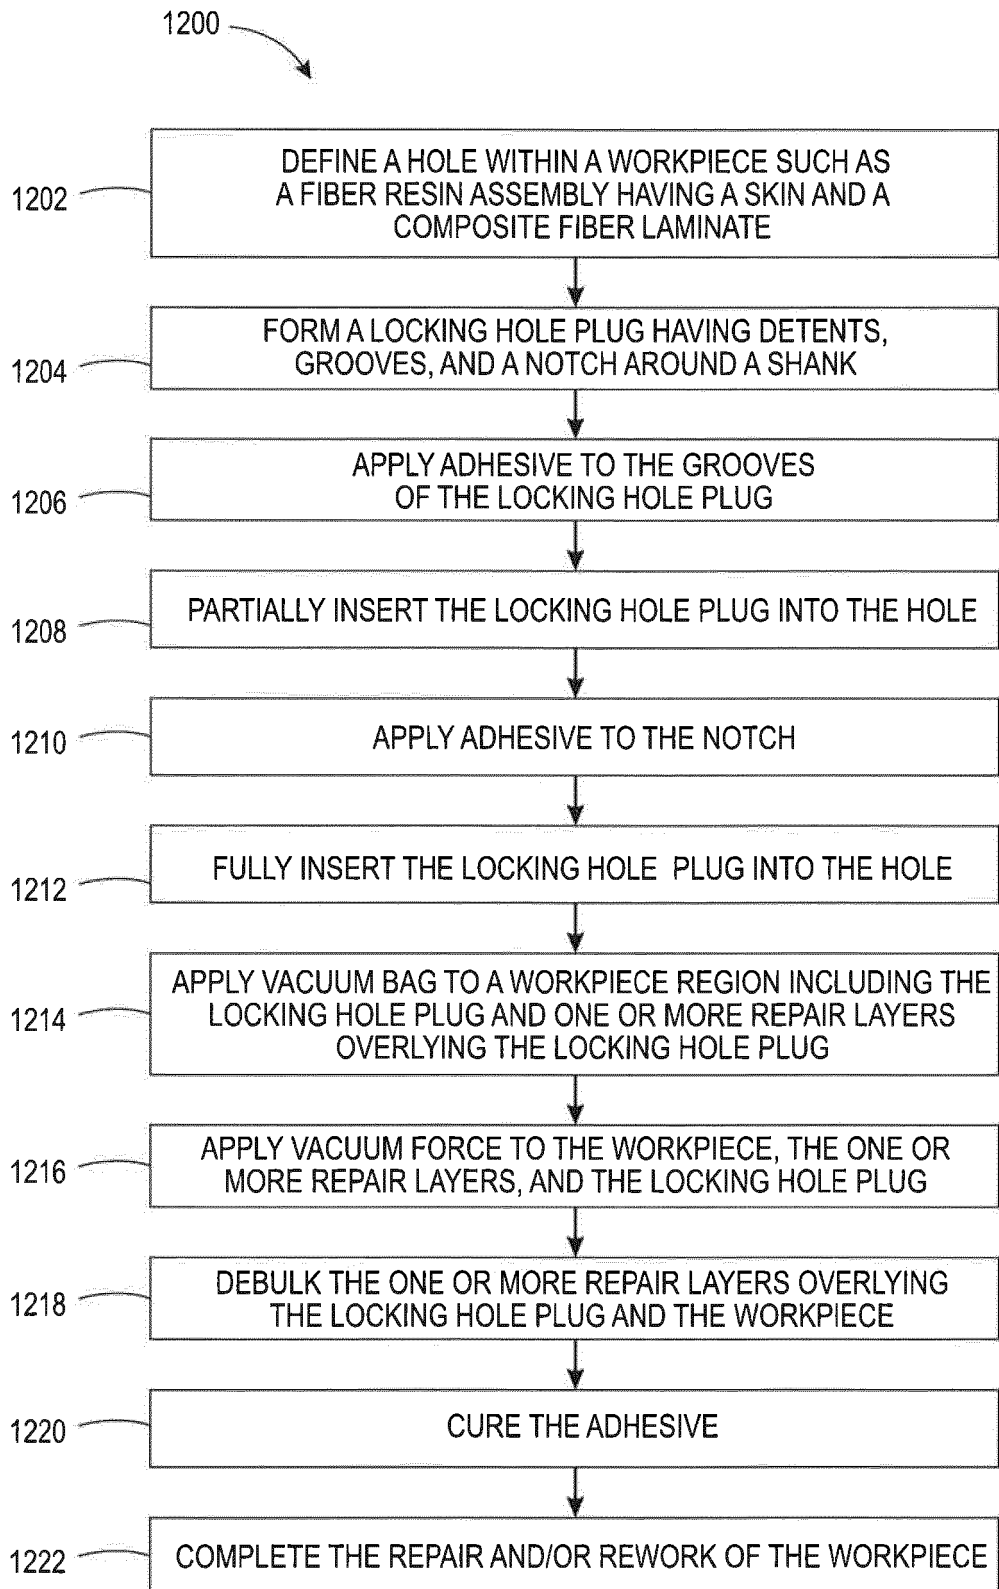 1200
1202
DEFINE A HOLE WITHIN A WORKPIECE SUCH AS
A FIBER RESIN ASSEMBLY HAVING A SKIN AND A
COMPOSITE FIBER LAMINATE
1204
FORM A LOCKING HOLE PLUG HAVING DETENTS,
GROOVES, AND A NOTCH AROUND A SHANK
1206
APPLY ADHESIVE TO THE GROOVES
OF THE LOCKING HOLE PLUG
1208
PARTIALLY INSERT THE LOCKING HOLE PLUG INTO THE HOLE
1210
APPLY ADHESIVE TO THE NOTCH
1212
FULLY INSERT THE LOCKING HOLE PLUG INTO THE HOLE
1214
APPLY VACUUM BAG TO A WORKPIECE REGION INCLUDING THE
LOCKING HOLE PLUG AND ONE OR MORE REPAIR LAYERS
OVERLYING THE LOCKING HOLE PLUG
1216
APPLY VACUUM FORCE TO THE WORKPIECE, THE ONE OR
MORE REPAIR LAYERS, AND THE LOCKING HOLE PLUG
1218
DEBULK THE ONE OR MORE REPAIR LAYERS OVERLYING
THE LOCKING HOLE PLUG AND THE WORKPIECE
1220
CURE THE ADHESIVE
1222
COMPLETE THE REPAIR AND/OR REWORK OF THE WORKPIECE